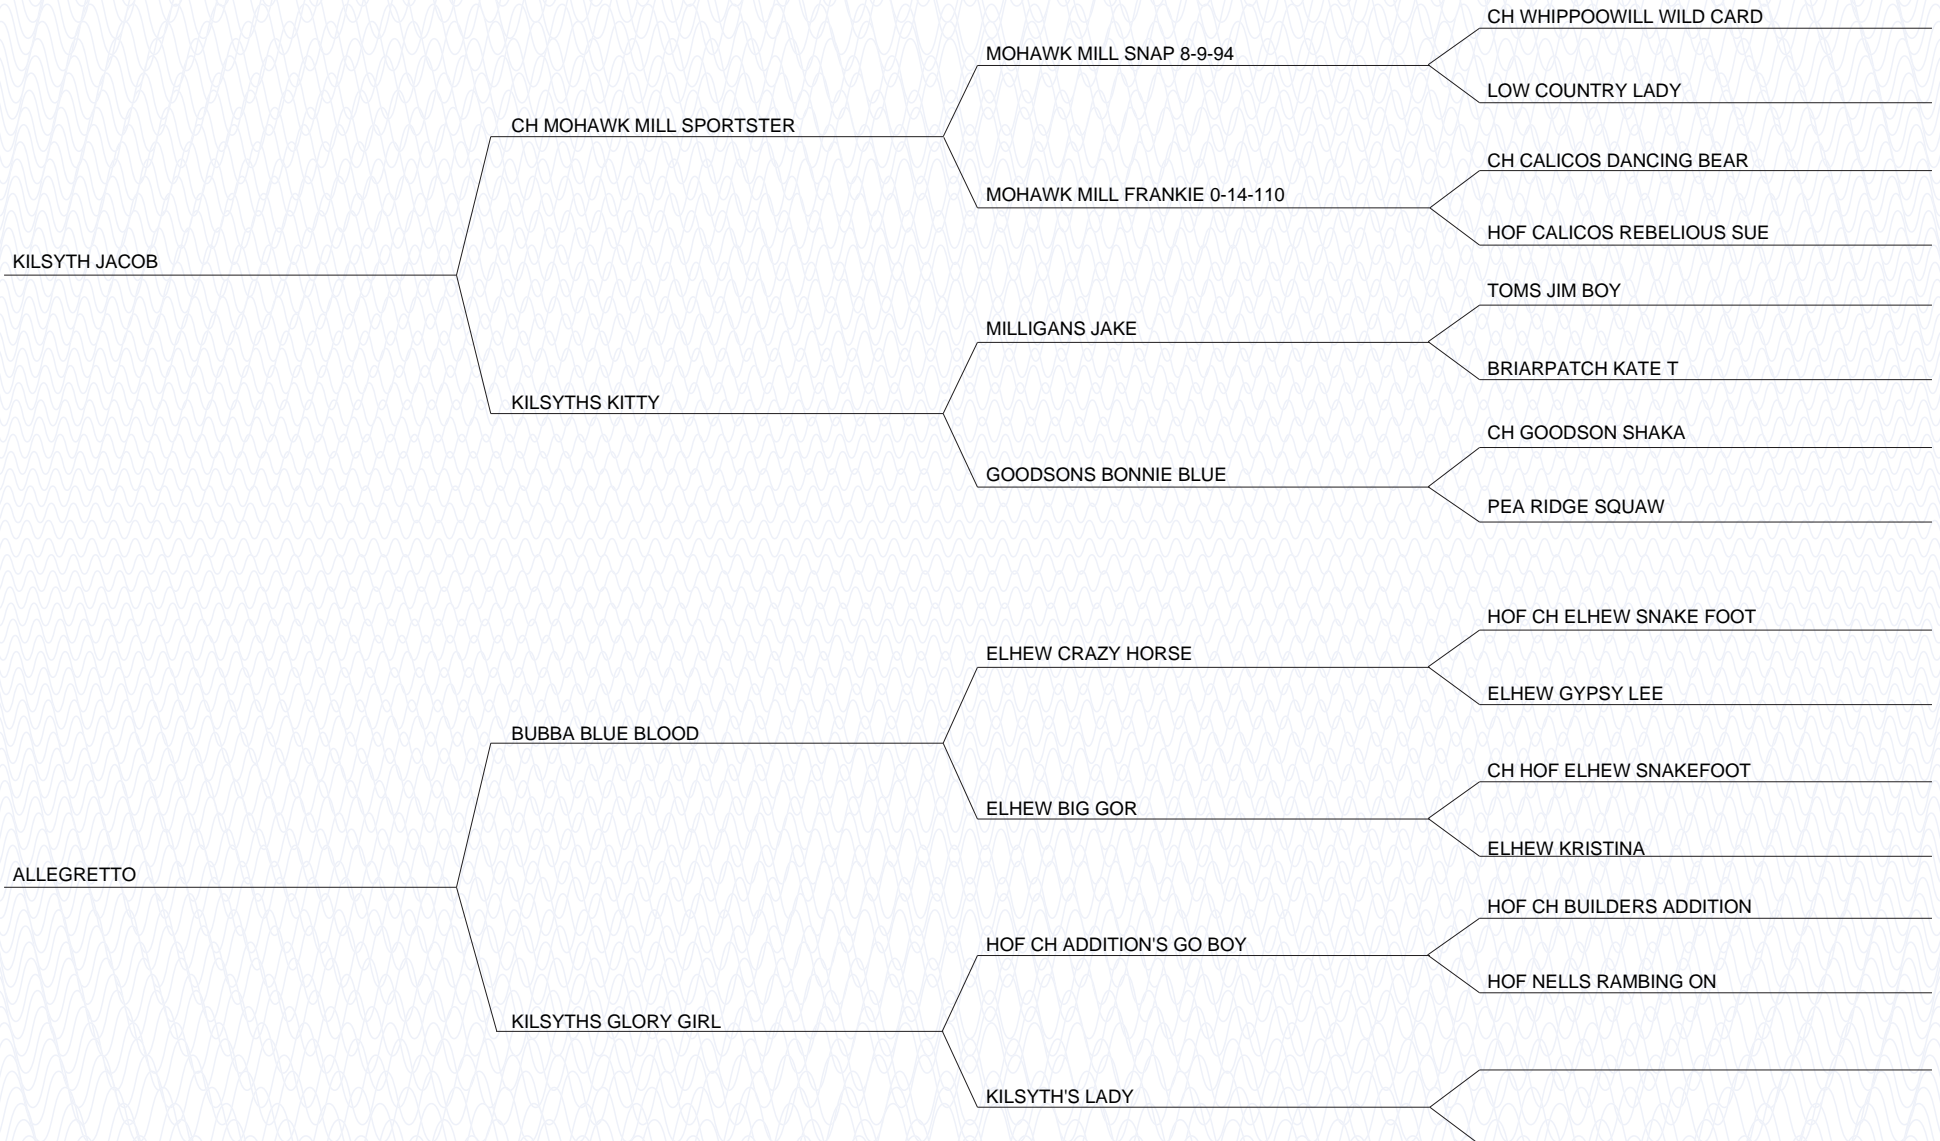 CH WHIPPOOWILL WILD CARD
MOHAWK MILL SNAP 8-9-94
LOW COUNTRY LADY
CH MOHAWK MILL SPORTSTER
CH CALICOS DANCING BEAR
MOHAWK MILL FRANKIE 0-14-110
HOF CALICOS REBELIOUS SUE
KILSYTH JACOB
TOMS JIM BOY
MILLIGANS JAKE
BRIARPATCH KATE T
KILSYTHS KITTY
CH GOODSON SHAKA
GOODSONS BONNIE BLUE
PEA RIDGE SQUAW
HOF CH ELHEW SNAKE FOOT
ELHEW CRAZY HORSE
ELHEW GYPSY LEE
BUBBA BLUE BLOOD
CH HOF ELHEW SNAKEFOOT
ELHEW BIG GOR
ELHEW KRISTINA
ALLEGRETTO
HOF CH BUILDERS ADDITION
HOF CH ADDITION'S GO BOY
HOF NELLS RAMBING ON
KILSYTHS GLORY GIRL
KILSYTH'S LADY